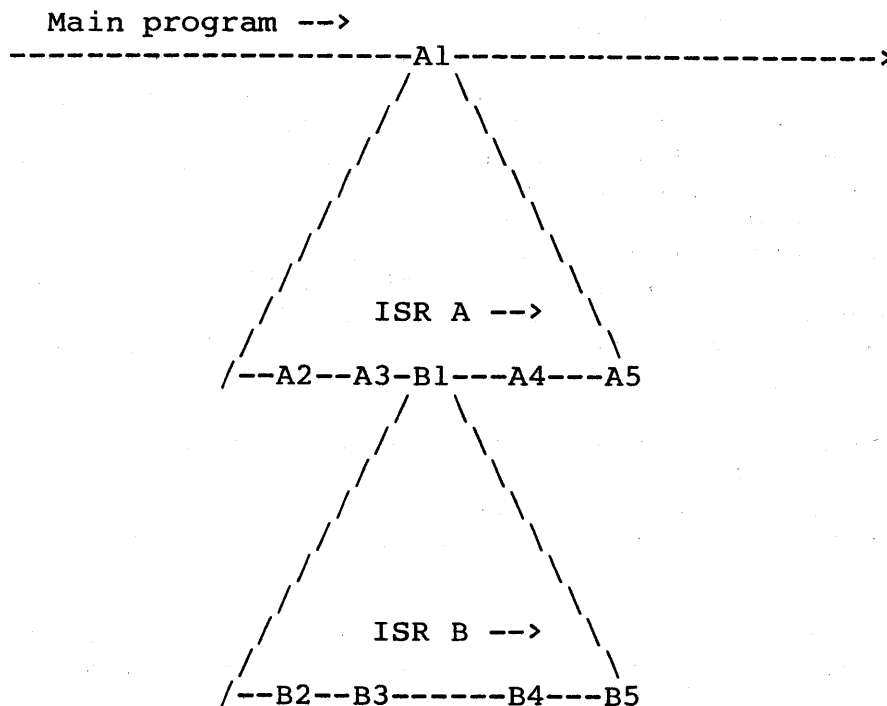 Main program -->
------------------A1------------------->
ISR A -->
/--A2--A3-B1---A4---A5
ISR B -->
/--B2--B3------B4---B5